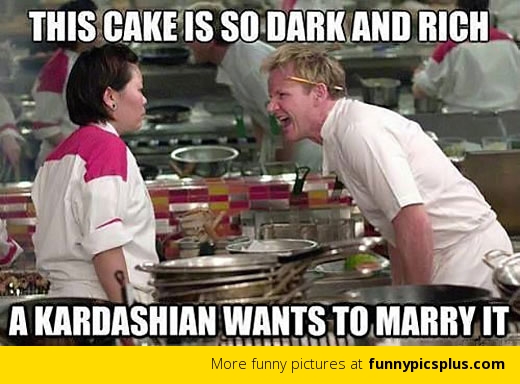 THIS CAKE IS SO DARK AND RICH
A KARDASHIAN WANTS TO MARRY IT
More funny pictures at funnypicsplus.com